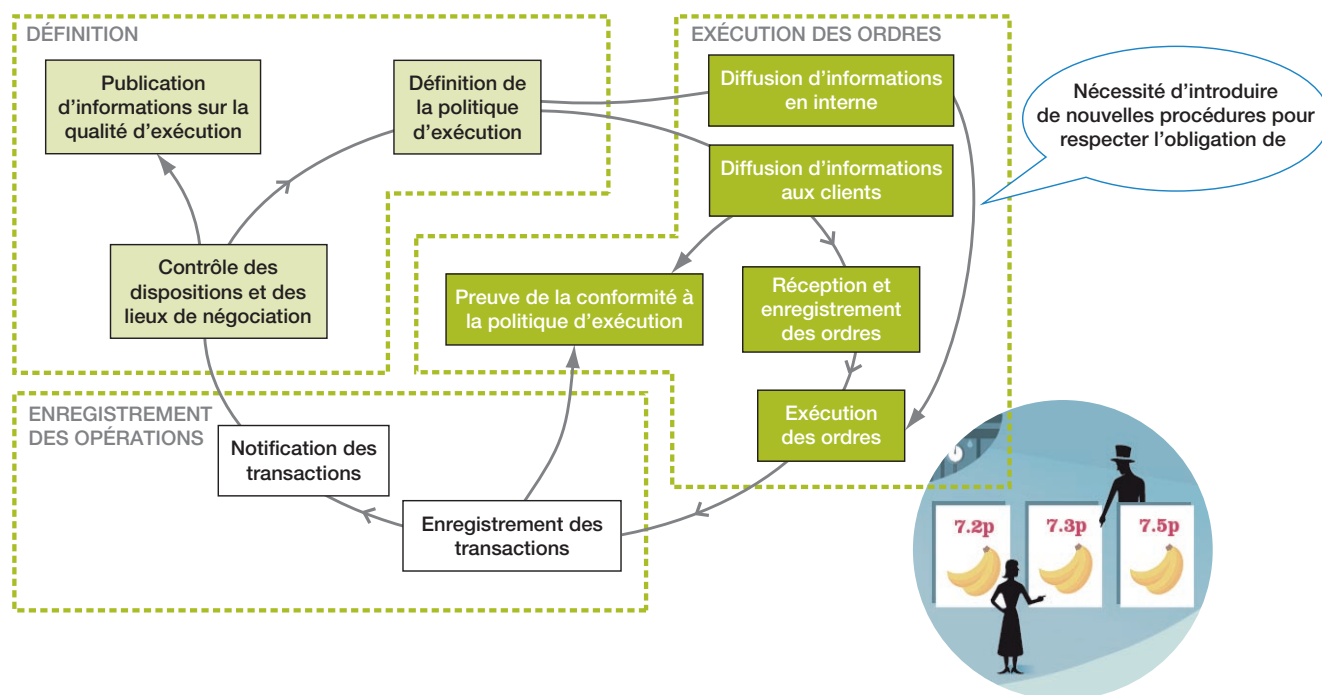 DÉFINITION
Publication
d’informations sur la
qualité d’exécution
Définition de
la politique
d’exécution
Contrôle des
dispositions et des
lieux de négociation
EXÉCUTION DES ORDRES
Diffusion d’informations
en interne
Diffusion d’informations
aux clients
Preuve de la conformité à
la politique d’exécution
Réception et
enregistrement
des ordres
Exécution
des ordres
Nécessité d’introduire
de nouvelles procédures pour
respecter l’obligation de
ENREGISTREMENT
DES OPÉRATIONS
Notification des
transactions
Enregistrement des
transactions
7.2p
7.3p
7.5p